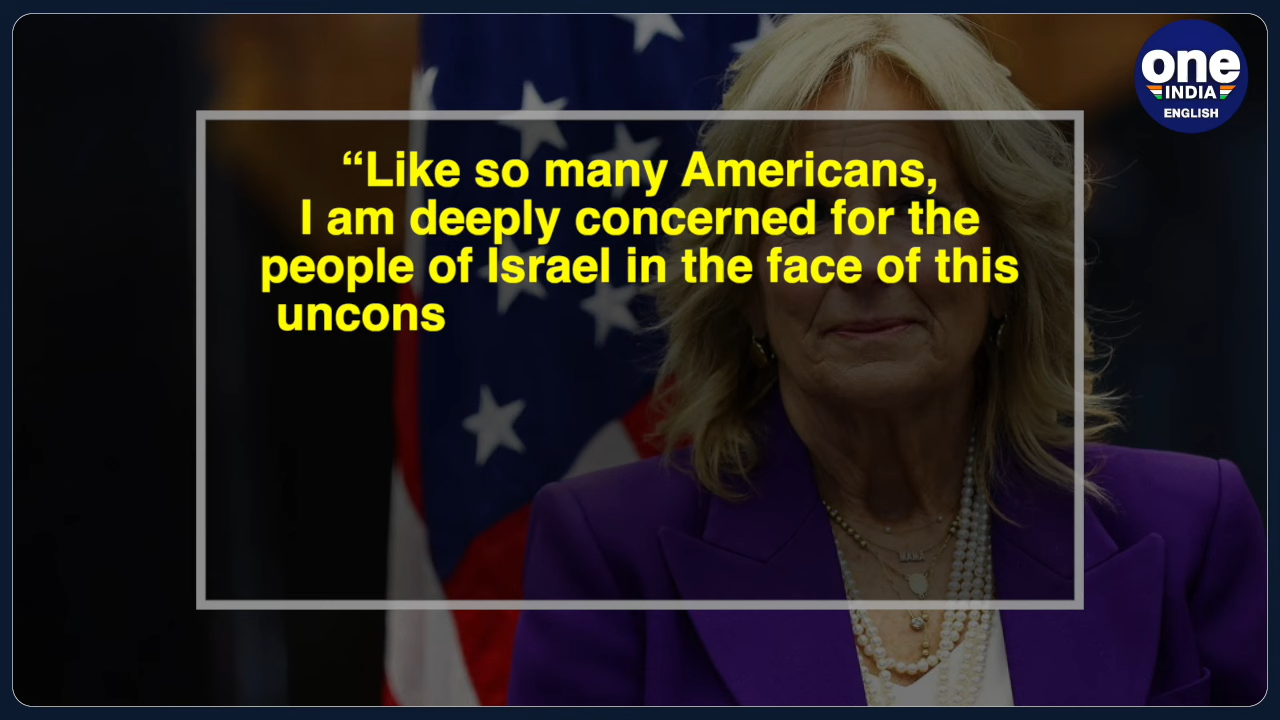 one
INDIA
ENGLISH
“Like so many Americans,
I am deeply concerned for the
people of Israel in the face of this
uncons
MAMA